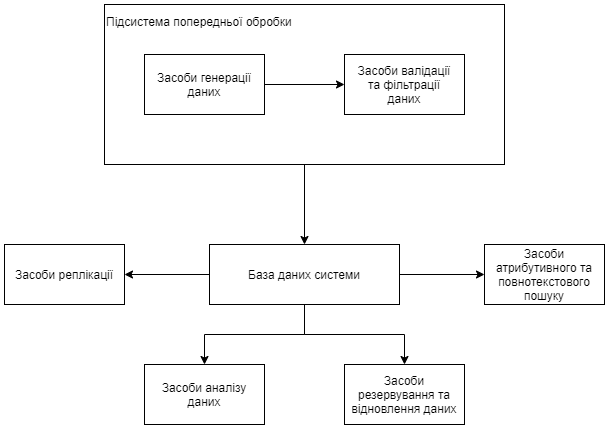 Підсистема попередньої обробки
Засоби генерації
даних
Засоби валідації
та фільтрації
даних
Засоби реплікації
База даних системи
Засоби
атрибутивного та
повнотекстового
пошуку
Засоби аналізу
даних
Засоби
резервування та
відновлення даних